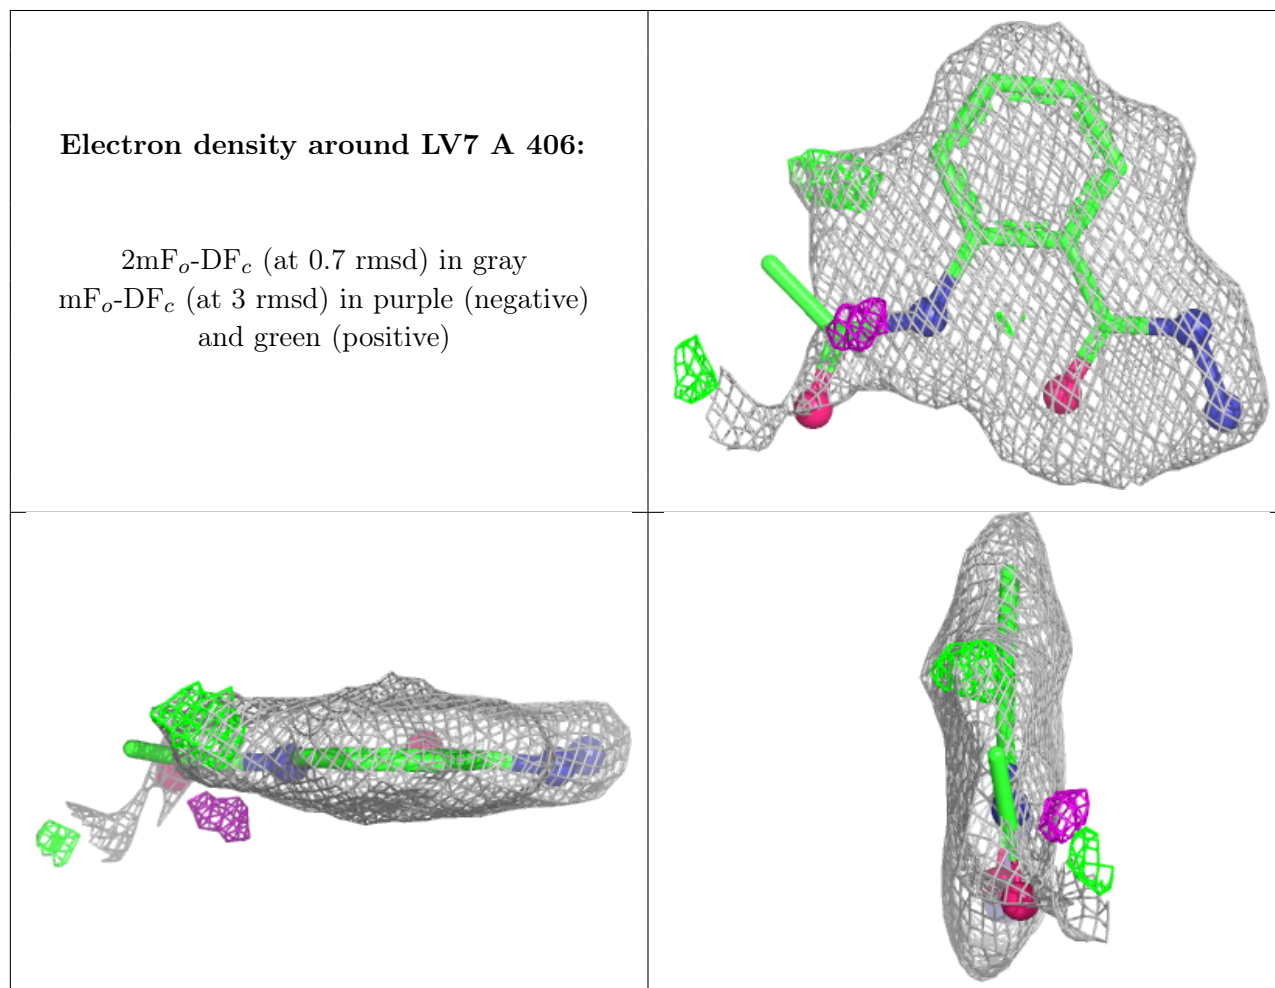 Electron density around LV7 A 406:
2mFo-DFc (at 0.7 rmsd) in gray
mFo-DFc (at 3 rmsd) in purple (negative)
and green (positive)